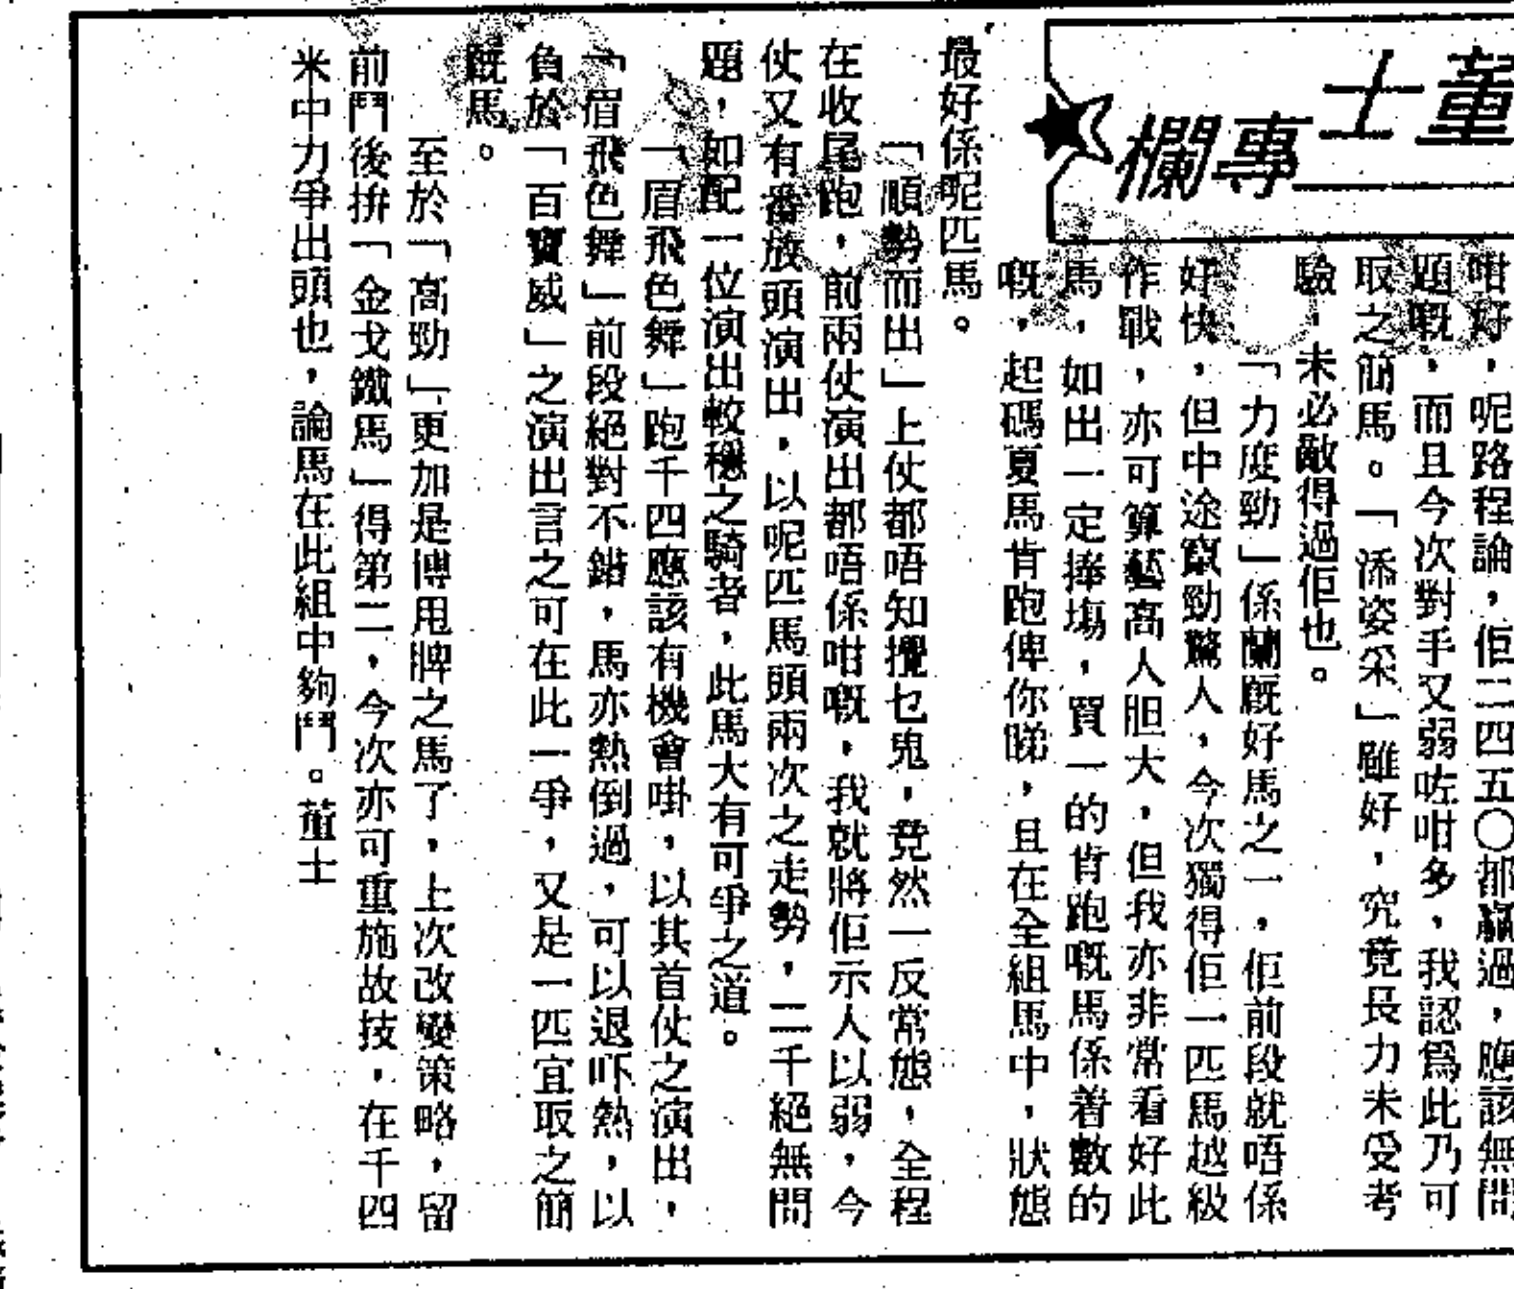 董士
專欄
咁好，呢路程論，佢二四五〇都贏過，應該無問
題嘅，而且今次對手又弱咗咁多，我認爲此乃可
取之簡馬。「添姿采」雖好，究竟長力未受考
驗，未必敵得過佢也。
「力度勁」係蘭廐好馬之一，佢前段就唔係
好快，但中途竄勁驚人，今次獨得佢一匹馬越級
作戰，亦可算藝高人胆大，但我亦非常看好此
馬，如出一定捧場，買一的肯跑嘅馬係着數的
嘅，起碼夏馬肯跑俾你睇，且在全組馬中，狀態
最好係呢匹馬。
「順勢而出」上仗都唔知攪乜鬼，竟然一反常態，全程
在收尾跑，前兩仗演出都唔係咁嘅，我就將佢示人以弱，今
仗又有番放頭演出，以呢匹馬頭兩次之走勢，二千絕無問
題，如配一位演出較穩之騎者，此馬大有可爭之道。
「眉飛色舞」跑千四應該有機會啩，以其首仗之演出，
「眉飛色舞」前段絕對不錯，馬亦熱倒過，可以退吓熱，以
負於「百寶威」之演出言之可在此一爭，又是一匹宜取之簡
嘅馬。
至於「高勁」更加是博甩牌之馬了，上次改變策略，留
前鬥後拚「金戈鐵馬」得第二，今次亦可重施故技，在千四
米中力爭出頭也，論馬在此組中夠鬥。董士